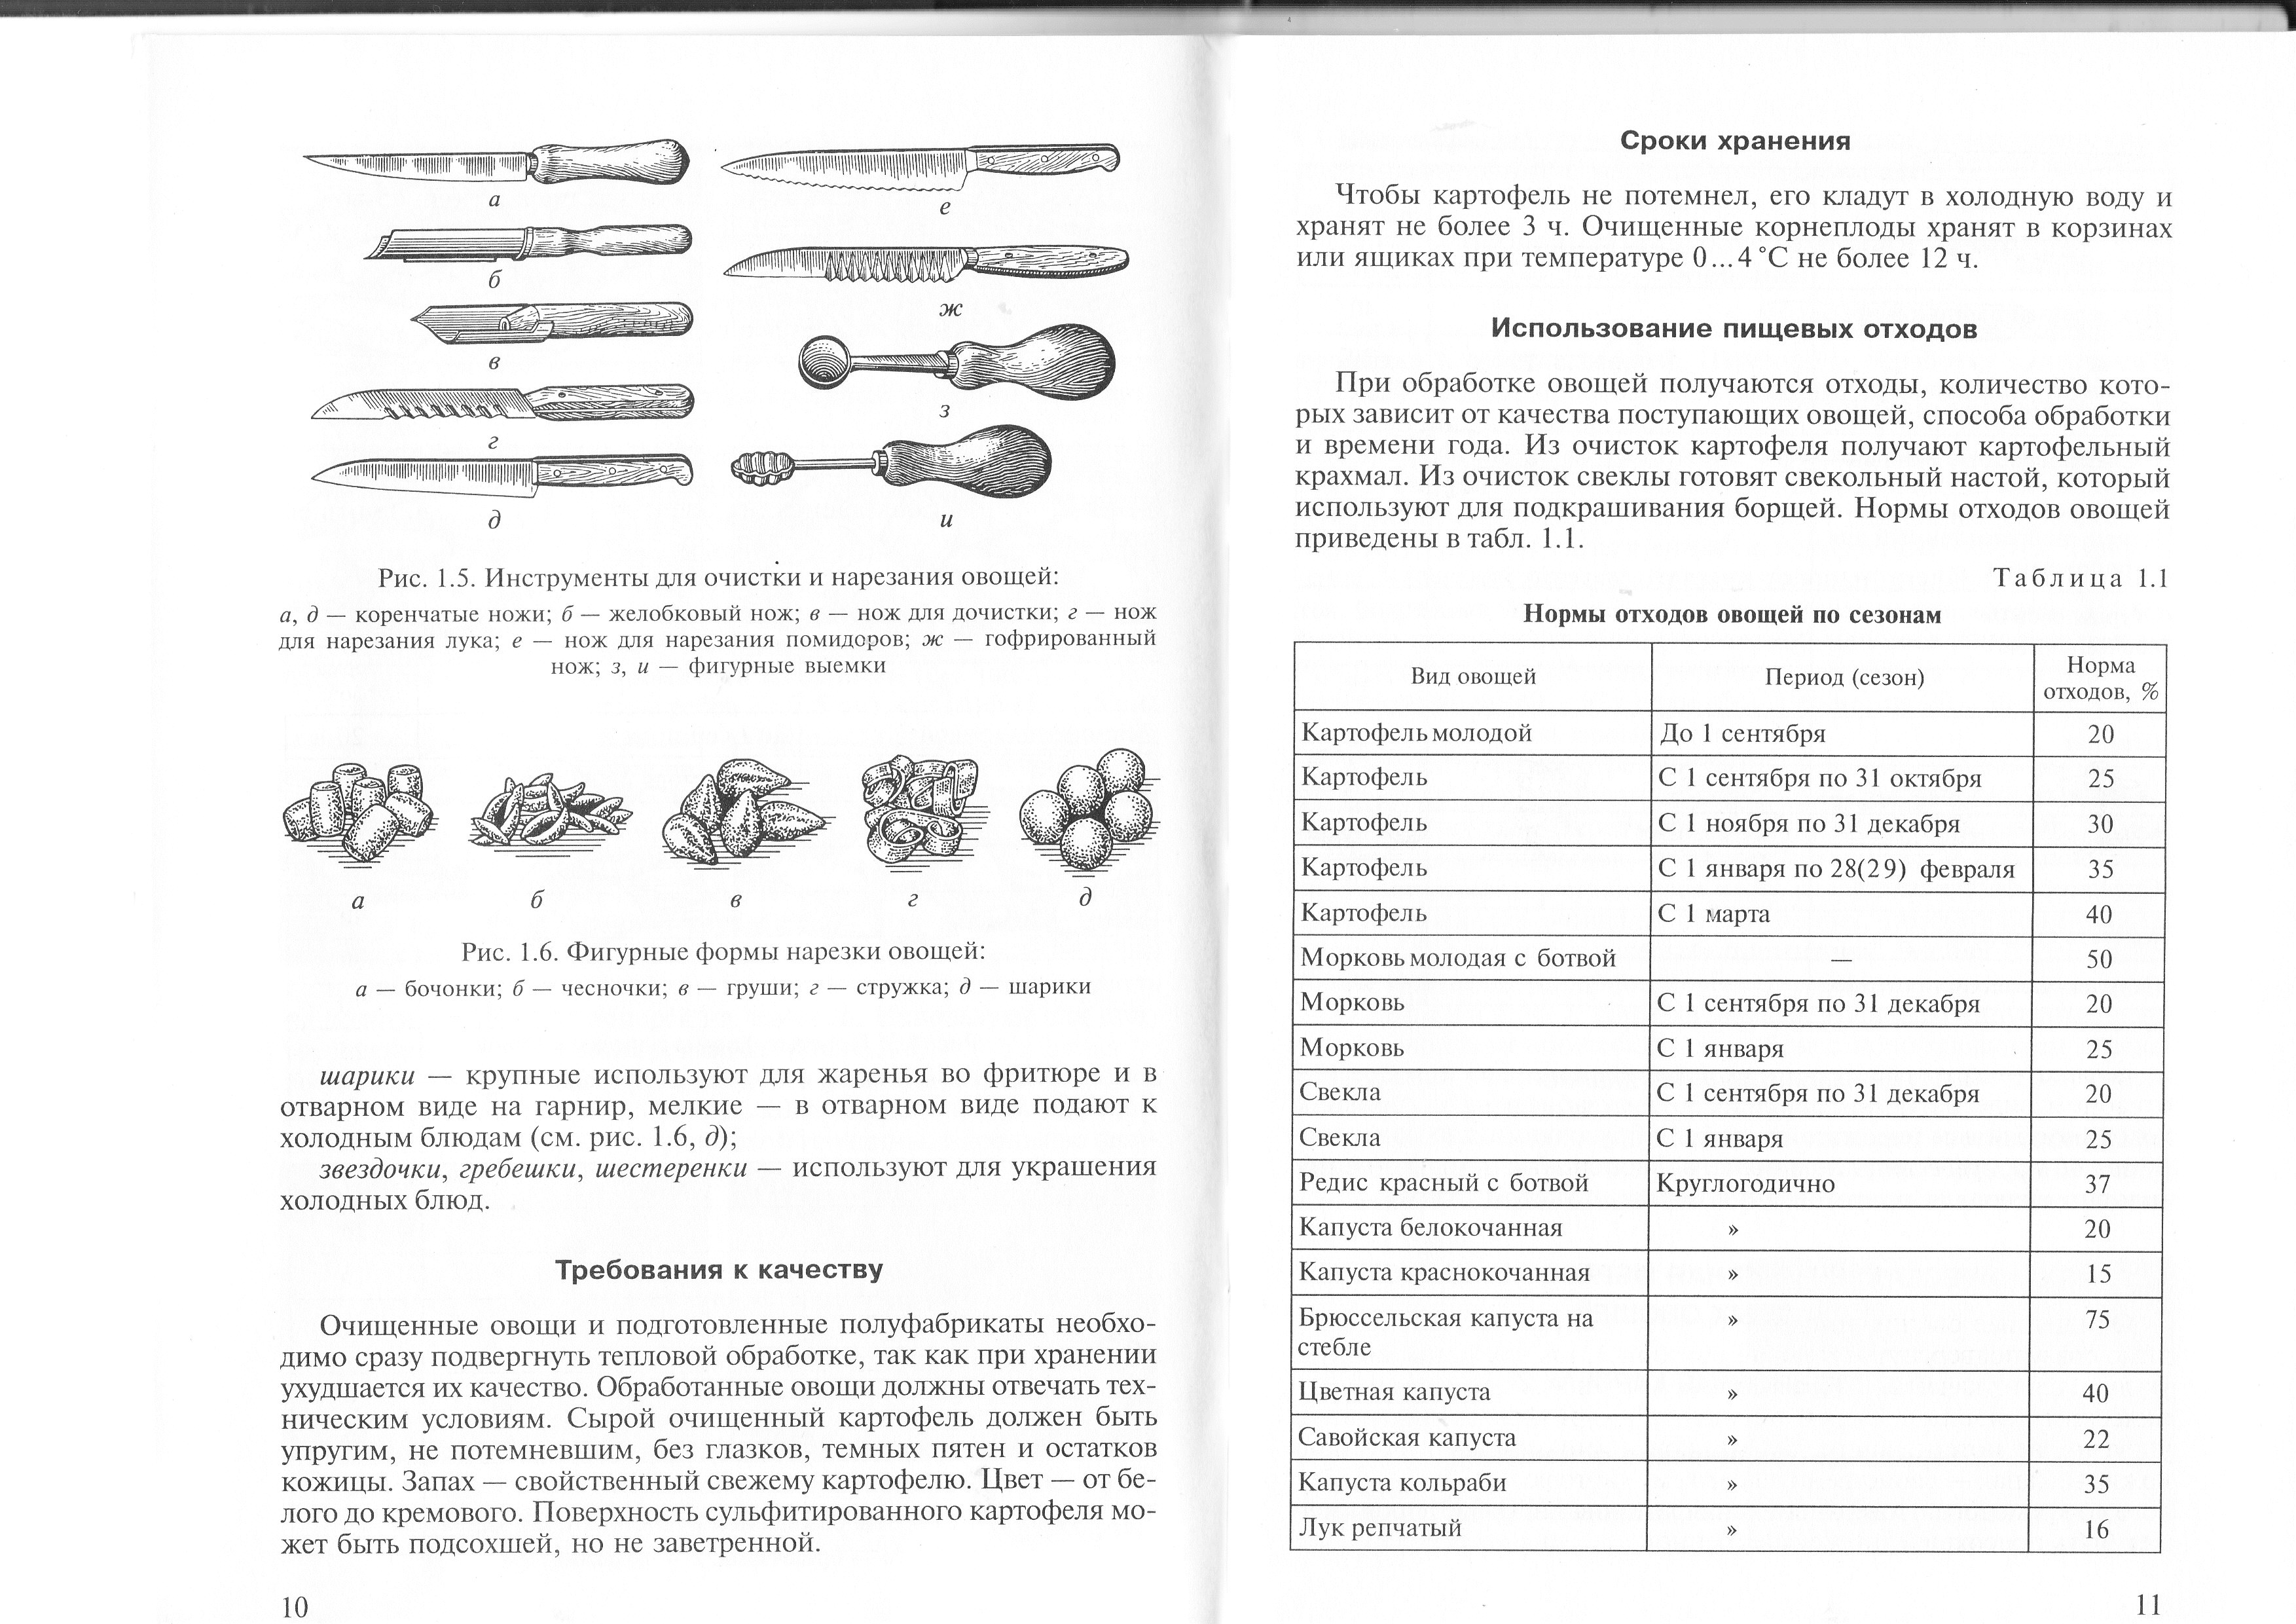 а
б
в
г
д
е
ж
з
и
Рис. 1.5. Инструменты для очистки и нарезания овощей:
а, д — коренчатые ножи; б — желобковый нож; в — нож для дочистки; г — нож
для нарезания лука; е — нож для нарезания помидоров; ж — гофрированный
нож; з, и — фигурные выемки
а б в г д
Рис. 1.6. Фигурные формы нарезки овощей:
а — бочонки; б — чесночки; в — груши; г — стружка; д — шарики
шарики — крупные используют для жаренья во фритюре и в
отварном виде на гарнир, мелкие — в отварном виде подают к
холодным блюдам (см. рис. 1.6, д);
звездочки, гребешки, шестеренки — используют для украшения
холодных блюд.
Требования к качеству
Очищенные овощи и подготовленные полуфабрикаты необхо-
димо сразу подвергнуть тепловой обработке, так как при хранении
ухудшается их качество. Обработанные овощи должны отвечать тех-
ническим условиям. Сырой очищенный картофель должен быть
упругим, не потемневшим, без глазков, темных пятен и остатков
кожицы. Запах — свойственный свежему картофелю. Цвет — от бе-
лого до кремового. Поверхность сульфитированного картофеля мо-
жет быть подсохшей, но не заветренной.
10
Сроки хранения
Чтобы картофель не потемнел, его кладут в холодную воду и
хранят не более 3 ч. Очищенные корнеплоды хранят в корзинах
или ящиках при температуре 0...4 °С не более 12 ч.
Использование пищевых отходов
При обработке овощей получаются отходы, количество кото-
рых зависит от качества поступающих овощей, способа обработки
и времени года. Из очисток картофеля получают картофельный
крахмал. Из очисток свеклы готовят свекольный настой, который
используют для подкрашивания борщей. Нормы отходов овощей
приведены в табл. 1.1.
Таблица 1.1
Нормы отходов овощей по сезонам
Вид овощей Период (сезон) Норма
отходов, %
Картофель молодой До 1 сентября 20
Картофель С 1 сентября по 31 октября 25
Картофель С 1 ноября по 31 декабря 30
Картофель С 1 января по 28(29) февраля 35
Картофель С 1 марта 40
Морковь молодая с ботвой — 50
Морковь С 1 сентября по 31 декабря 20
Морковь С 1 января 25
Свекла С 1 сентября по 31 декабря 20
Свекла С 1 января 25
Редис красный с ботвой Круглогодично 37
Капуста белокочанная » 20
Капуста краснокочанная » 15
Брюссельская капуста на » 75
стебле
Цветная капуста » 40
Савойская капуста » 22
Капуста кольраби » 35
Лук репчатый » 16
11